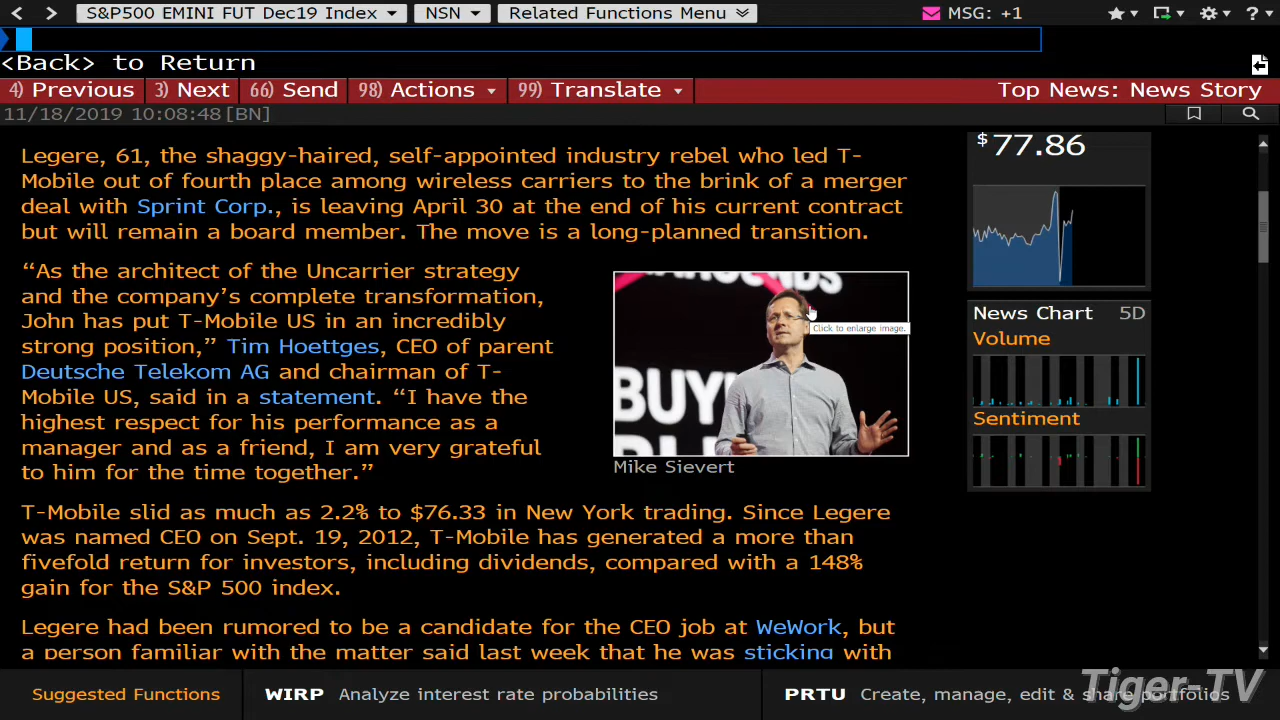 S&P500 EMINI FUT Dec19 Index NSN Related Functions Menu MSG: +1 ?
<Back> to Return
4) Previous 3) Next 66) Send 98) Actions 99) Translate Top News: News Story
11/18/2019 10:08:48[BN]
$77.86
Legere, 61, the shaggy-haired, self-appointed industry rebel who led T-
Mobile out of fourth place among wireless carriers to the brink of a merger
deal with Sprint Corp., is leaving April 30 at the end of his current contract
but will remain a board member. The move is a long-planned transition.
“As the architect of the Uncarrier strategy
and the company’s complete transformation,
John has put T-Mobile US in an incredibly
strong position,” Tim Hoettges, CEO of parent
Deutsche Telekom AG and chairman of T-
Mobile US, said in a statement. “I have the
highest respect for his performance as a
manager and as a friend, I am very grateful
to him for the time together.”
Click to enlarge image.
BUY
Mike Sievert
News Chart 5D
Volume
Sentiment
T-Mobile slid as much as 2.2% to $76.33 in New York trading. Since Legere
was named CEO on Sept. 19, 2012, T-Mobile has generated a more than
fivefold return for investors, including dividends, compared with a 148%
gain for the S&P 500 index.
Legere had been rumored to be a candidate for the CEO job at WeWork, but
a person familiar with the matter said last week that he was sticking with
Suggested Functions WIRP Analyze interest rate probabilities PRTU Create, manage, edit & share portfolios
Tiger-TV